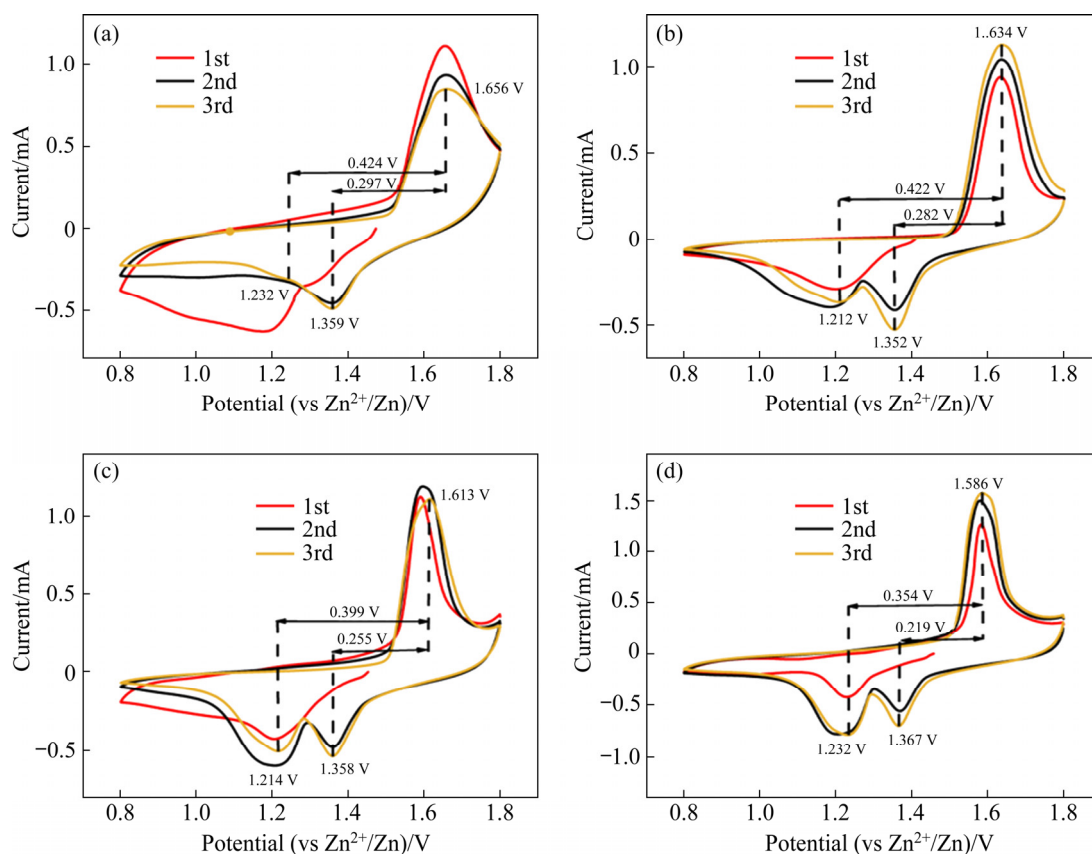 (a)
1st
2nd
3rd
1.656 V
0.424 V
0.297 V
1.232 V
1.359 V
1.0
0.5
0
−0.5
Current/mA
0.8 1.0 1.2 1.4 1.6 1.8
Potential (vs Zn²⁺/Zn)/V
(b)
1st
2nd
3rd
1..634 V
0.422 V
0.282 V
1.212 V
1.352 V
1.0
0.5
0
−0.5
Current/mA
0.8 1.0 1.2 1.4 1.6 1.8
Potential (vs Zn²⁺/Zn)/V
(c)
1st
2nd
3rd
1.613 V
0.399 V
0.255 V
1.214 V
1.358 V
1.0
0.5
0
−0.5
Current/mA
0.8 1.0 1.2 1.4 1.6 1.8
Potential (vs Zn²⁺/Zn)/V
(d)
1st
2nd
3rd
1.586 V
0.354 V
0.219 V
1.232 V
1.367 V
1.5
1.0
0.5
0
−0.5
−1.0
Current/mA
0.8 1.0 1.2 1.4 1.6 1.8
Potential (vs Zn²⁺/Zn)/V